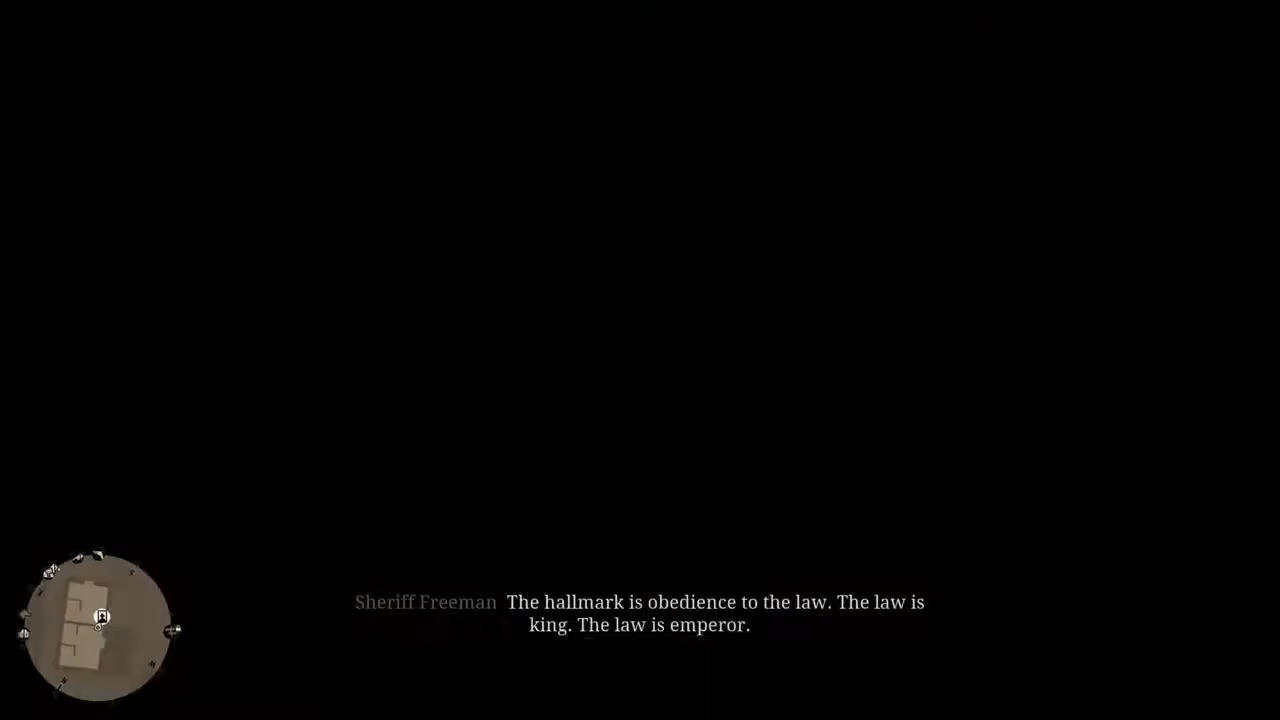 Sheriff Freeman The hallmark is obedience to the law. The law is
king. The law is emperor.